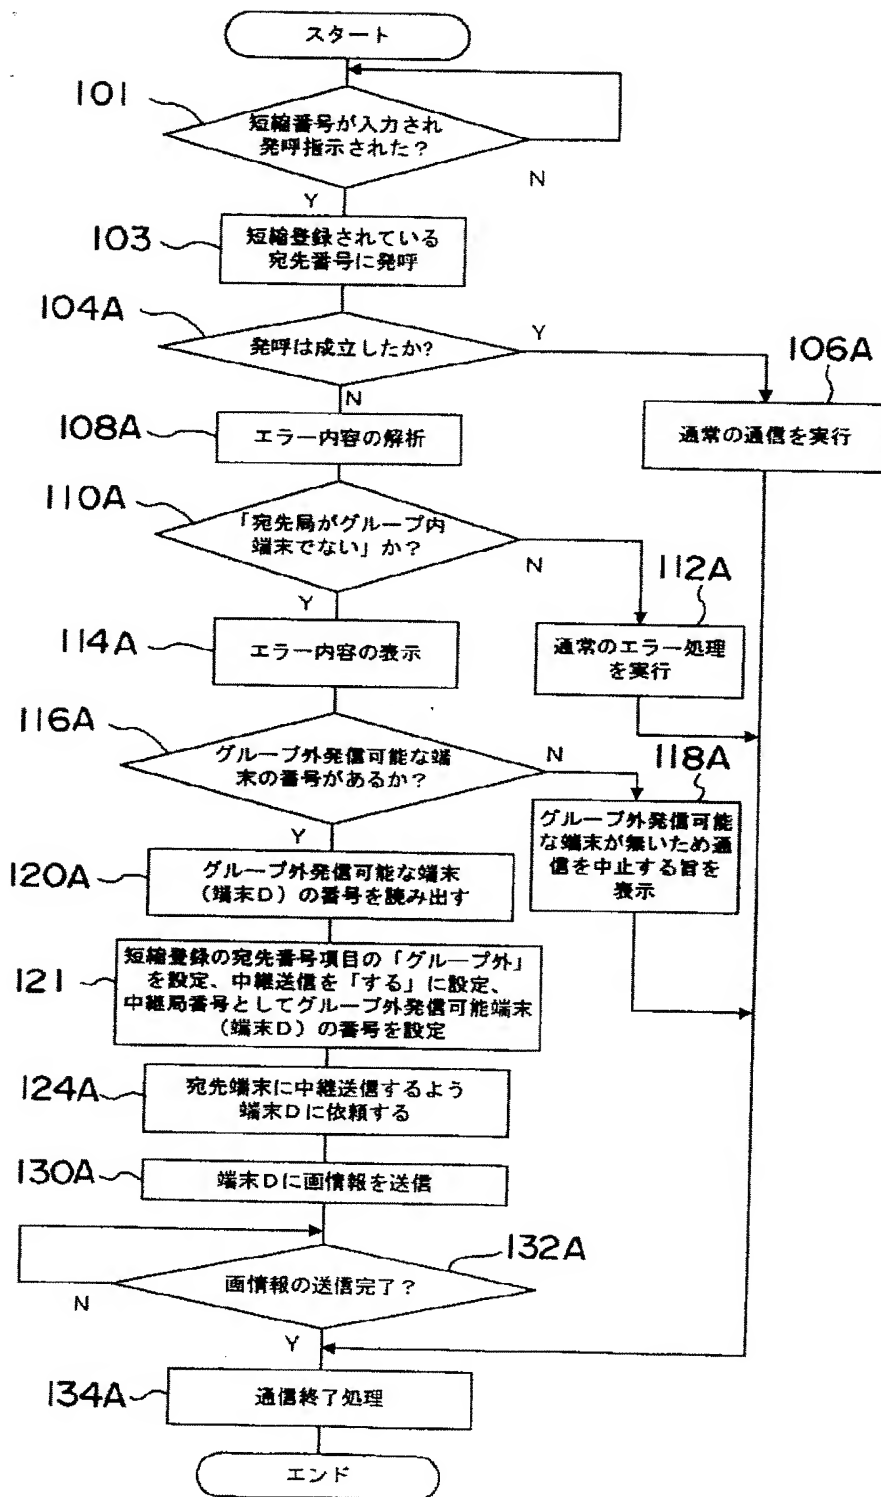 スタート
101
短縮番号が入力され
発呼指示された?
N
Y
103
短縮登録されている
宛先番号に発呼
104A
発呼は成立したか?
Y
N
106A
通常の通信を実行
108A
エラー内容の解析
110A
「宛先局がグループ内
端末でない」か?
N
Y
112A
通常のエラー処理
を実行
114A
エラー内容の表示
116A
グループ外発信可能な端
末の番号があるか?
N
Y
118A
グループ外発信可能
な端末が無いため通
信を中止する旨を
表示
120A
グループ外発信可能な端末
(端末D)の番号を読み出す
121
短縮登録の宛先番号項目の「グループ外」
を設定、中継送信を「する」に設定、
中継局番号としてグループ外発信可能端末
(端末D)の番号を設定
124A
宛先端末に中継送信するよう
端末Dに依頼する
130A
端末Dに画情報を送信
132A
画情報の送信完了?
N
Y
134A
通信終了処理
エンド